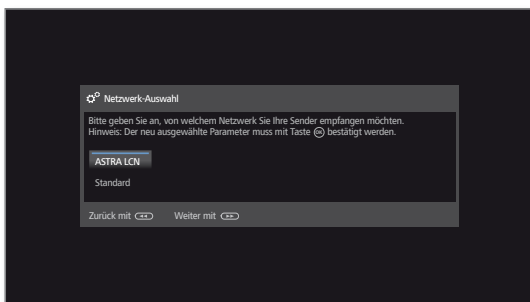 Netzwerk-Auswahl
Bitte geben Sie an, von welchem Netzwerk Sie Ihre Sender empfangen möchten.
Hinweis: Der neu ausgewählte Parameter muss mit Taste OK bestätigt werden.
ASTRA LCN
Standard
Zurück mit Weiter mit